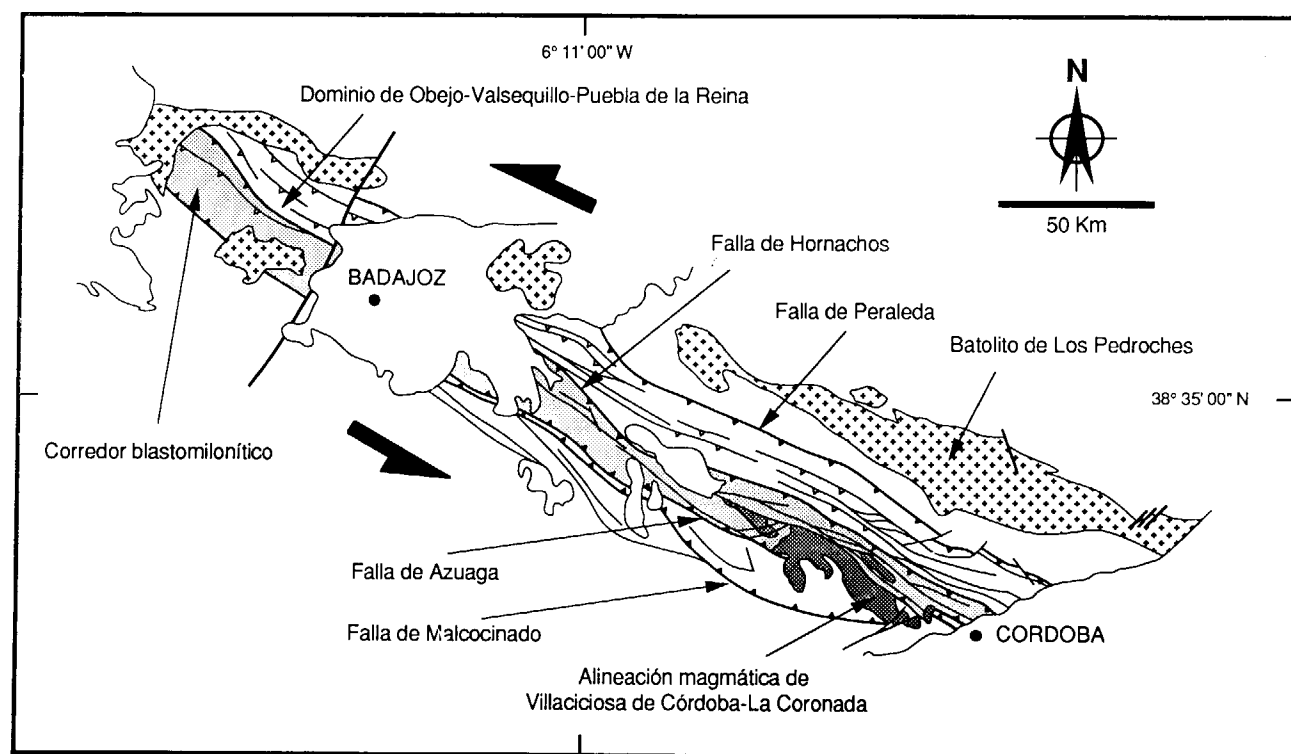 6° 11' 00" W
Dominio de Obejo-Valsequillo-Puebla de la Reina
N
50 Km
Falla de Hornachos
BADAJOZ
Falla de Peraleda
Batolito de Los Pedroches
38° 35' 00" N
Corredor blastomilonítico
Falla de Azuaga
Falla de Malcocinado
CORDOBA
Alineación magmática de
Villaciciosa de Córdoba-La Coronada